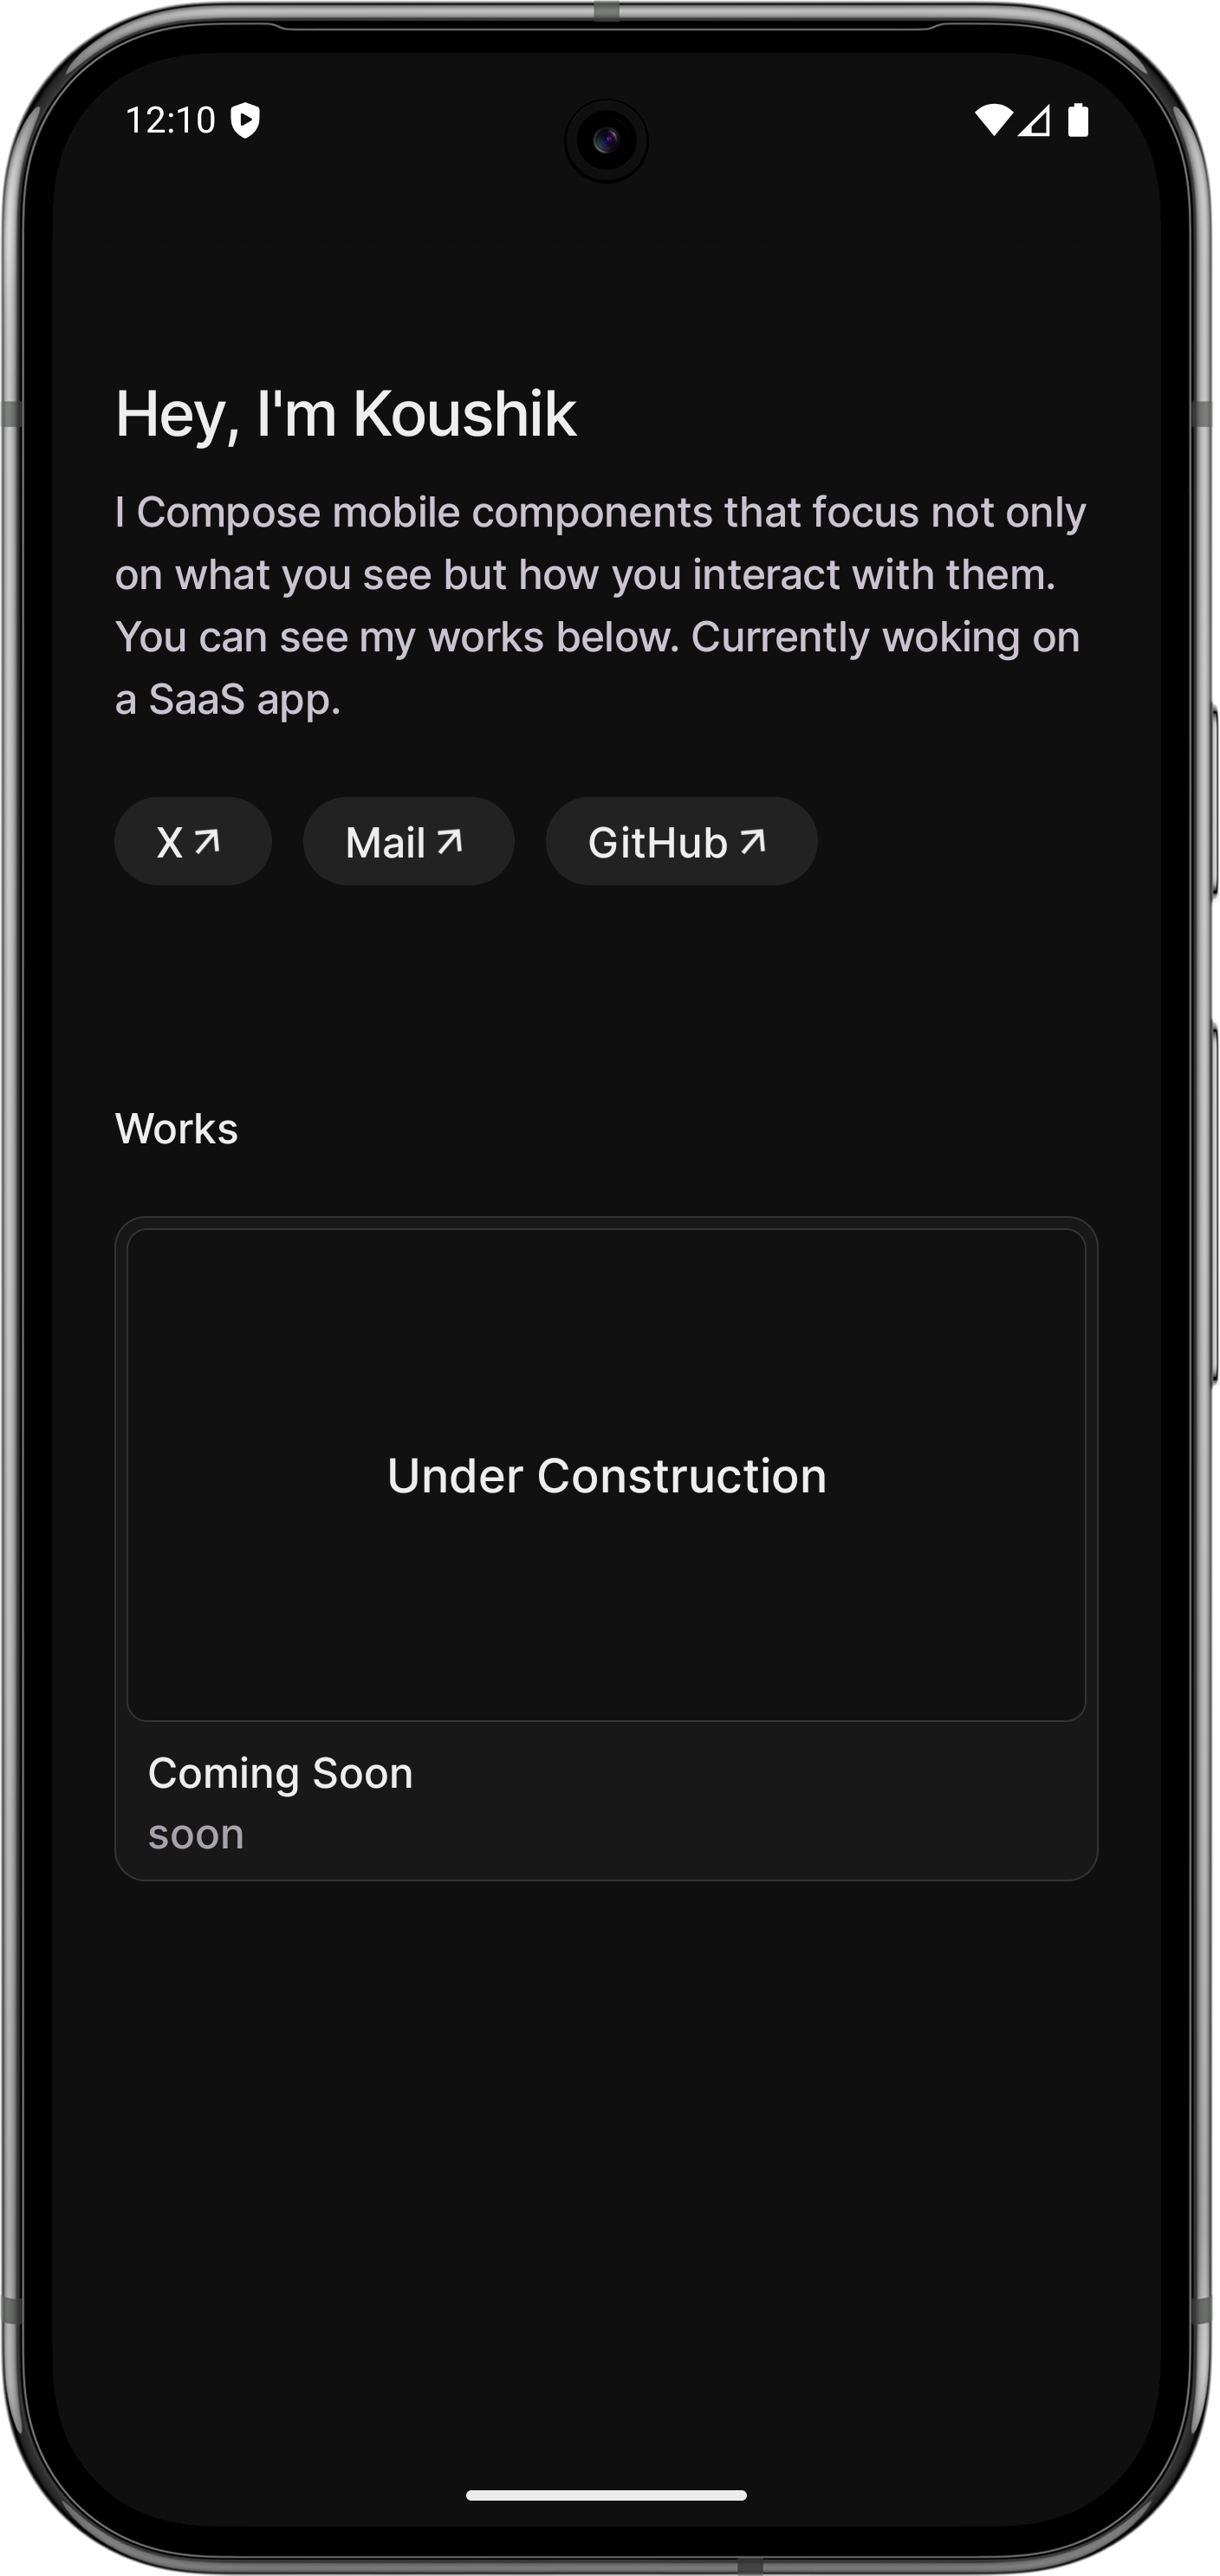 12:10
Hey, I'm Koushik
I Compose mobile components that focus not only
on what you see but how you interact with them.
You can see my works below. Currently woking on
a SaaS app.
X Mail GitHub
Works
Under Construction
Coming Soon
soon